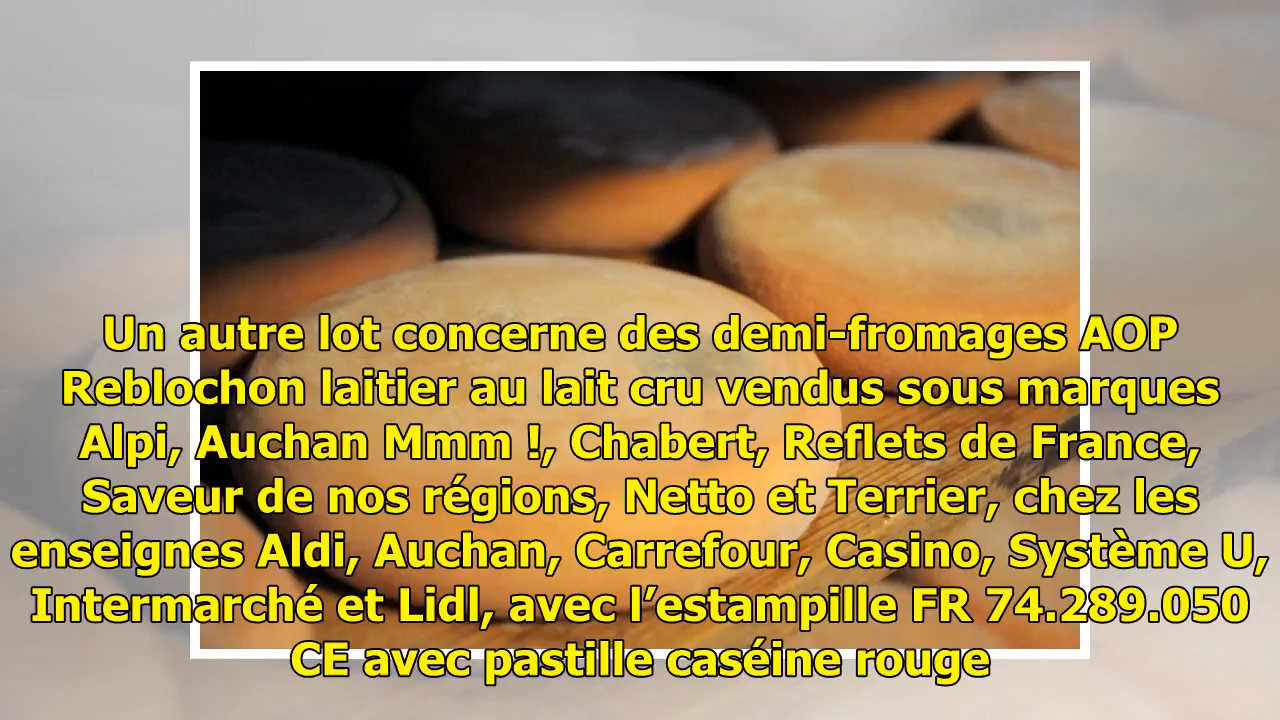 Un autre lot concerne des demi-fromages AOP
Reblochon laitier au lait cru vendus sous marques
Alpi, Auchan Mmm !, Chabert, Reflets de France,
Saveur de nos régions, Netto et Terrier, chez les
enseignes Aldi, Auchan, Carrefour, Casino, Système U,
Intermarché et Lidl, avec l’estampille FR 74.289.050
CE avec pastille caséine rouge